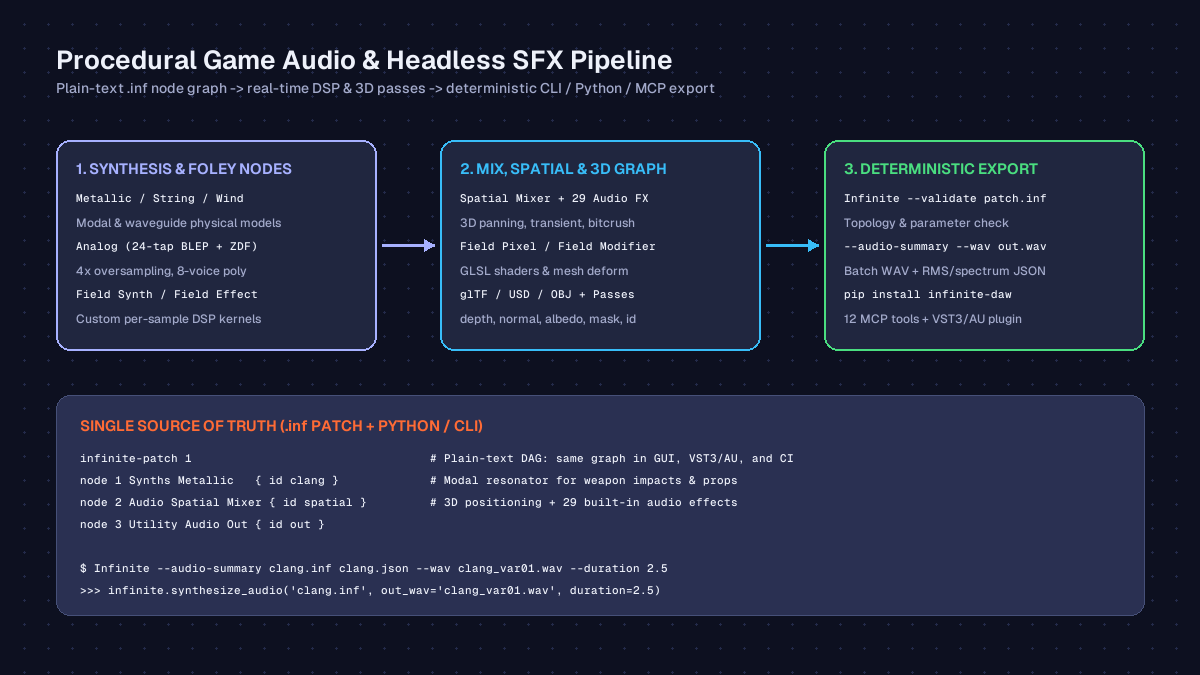 Procedural Game Audio & Headless SFX Pipeline
Plain-text .inf node graph -> real-time DSP & 3D passes -> deterministic CLI / Python / MCP export
1. SYNTHESIS & FOLEY NODES
Metallic / String / Wind
Modal & waveguide physical models
Analog (24-tap BLEP + ZDF)
4x oversampling, 8-voice poly
Field Synth / Field Effect
Custom per-sample DSP kernels
2. MIX, SPATIAL & 3D GRAPH
Spatial Mixer + 29 Audio FX
3D panning, transient, bitcrush
Field Pixel / Field Modifier
GLSL shaders & mesh deform
glTF / USD / OBJ + Passes
depth, normal, albedo, mask, id
3. DETERMINISTIC EXPORT
Infinite --validate patch.inf
Topology & parameter check
--audio-summary --wav out.wav
Batch WAV + RMS/spectrum JSON
pip install infinite-daw
12 MCP tools + VST3/AU plugin
SINGLE SOURCE OF TRUTH (.inf PATCH + PYTHON / CLI)
infinite-patch 1 # Plain-text DAG: same graph in GUI, VST3/AU, and CI
node 1 Synths Metallic { id clang } # Modal resonator for weapon impacts & props
node 2 Audio Spatial Mixer { id spatial } # 3D positioning + 29 built-in audio effects
node 3 Utility Audio Out { id out }
$ Infinite --audio-summary clang.inf clang.json --wav clang_var01.wav --duration 2.5
>>> infinite.synthesize_audio('clang.inf', out_wav='clang_var01.wav', duration=2.5)